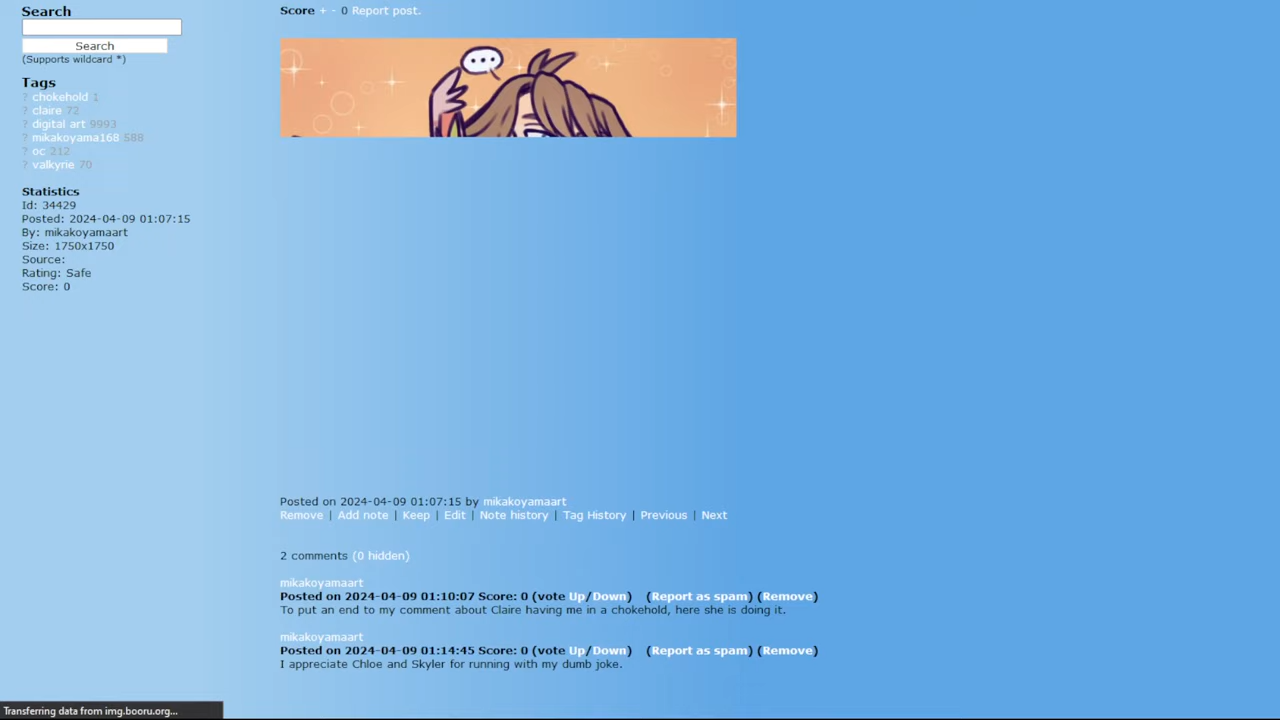 Search
Search
(Supports wildcard *)
Tags
? chokehold 1
? claire 72
? digital art 9993
? mikakoyama168 588
? oc 212
? valkyrie 70
Statistics
Id: 34429
Posted: 2024-04-09 01:07:15
By: mikakoyamaart
Size: 1750x1750
Source:
Rating: Safe
Score: 0
Score + - 0 Report post.
Posted on 2024-04-09 01:07:15 by mikakoyamaart
Remove | Add note | Keep | Edit | Note history | Tag History | Previous | Next
2 comments (0 hidden)
mikakoyamaart
Posted on 2024-04-09 01:10:07 Score: 0 (vote Up/Down) (Report as spam) (Remove)
To put an end to my comment about Claire having me in a chokehold, here she is doing it.
mikakoyamaart
Posted on 2024-04-09 01:14:45 Score: 0 (vote Up/Down) (Report as spam) (Remove)
I appreciate Chloe and Skyler for running with my dumb joke.
Transferring data from img.booru.org...